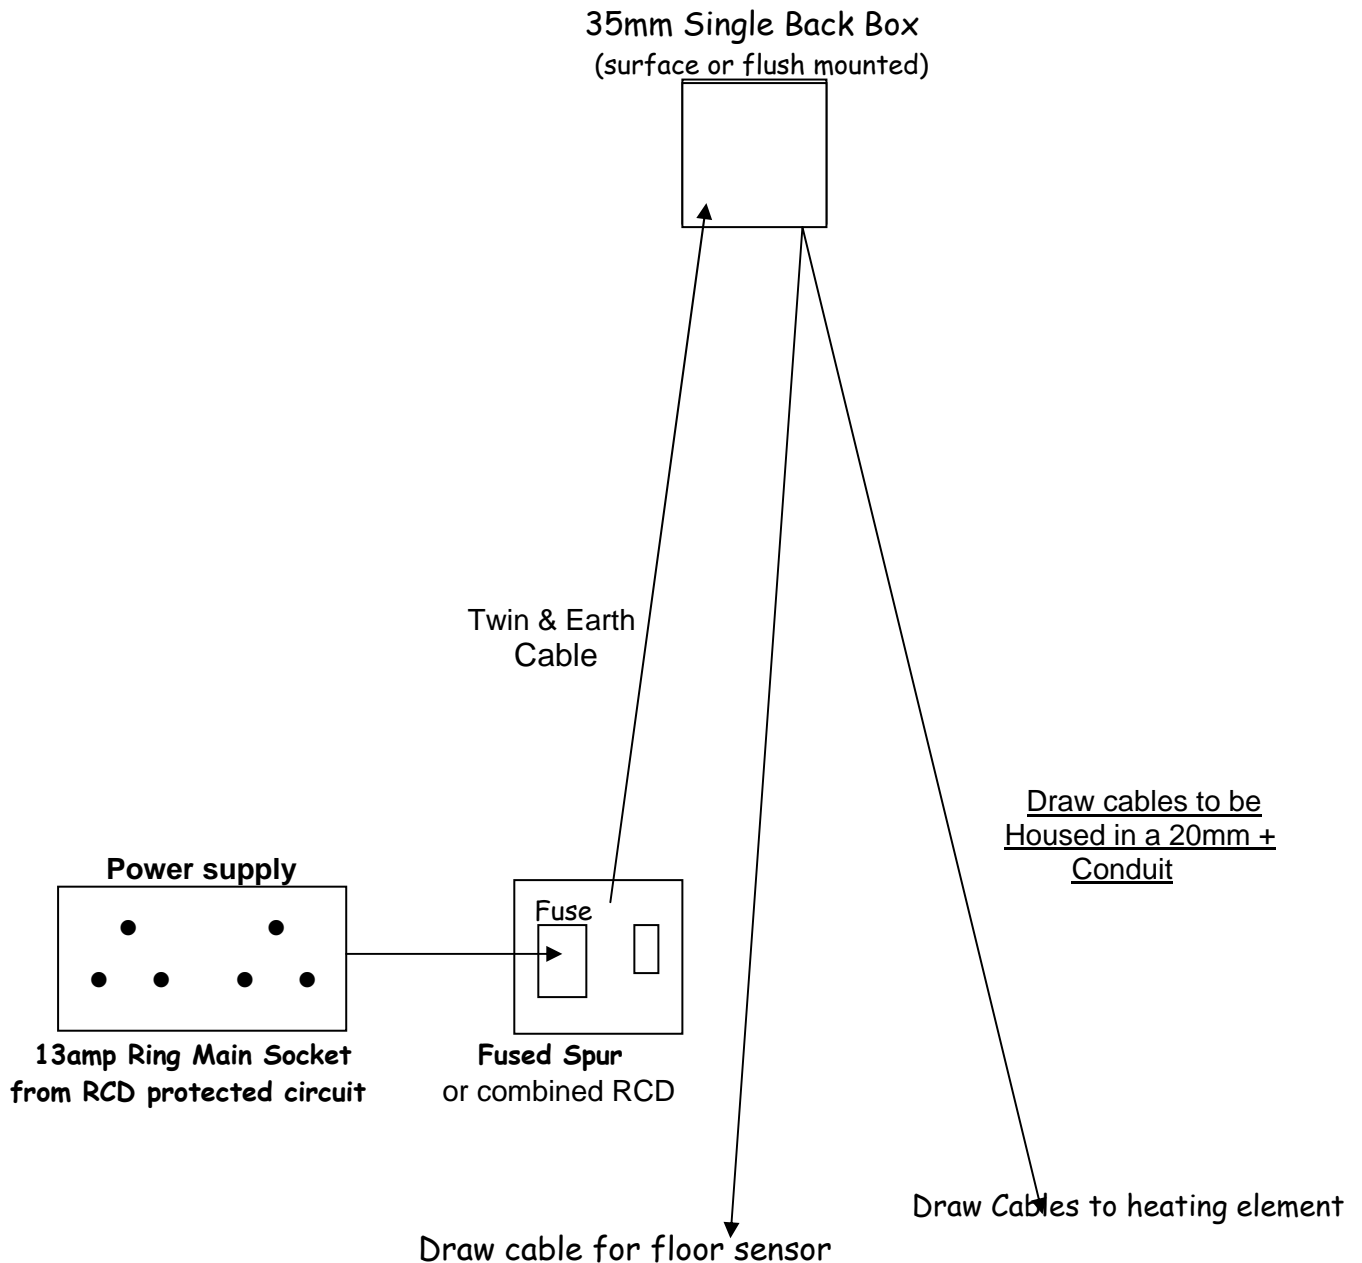 35mm Single Back Box
(surface or flush mounted)
Twin & Earth
Cable
Draw cables to be
Housed in a 20mm +
Conduit
Power supply
Fuse
13amp Ring Main Socket
from RCD protected circuit
Fused Spur
or combined RCD
Draw Cables to heating element
Draw cable for floor sensor